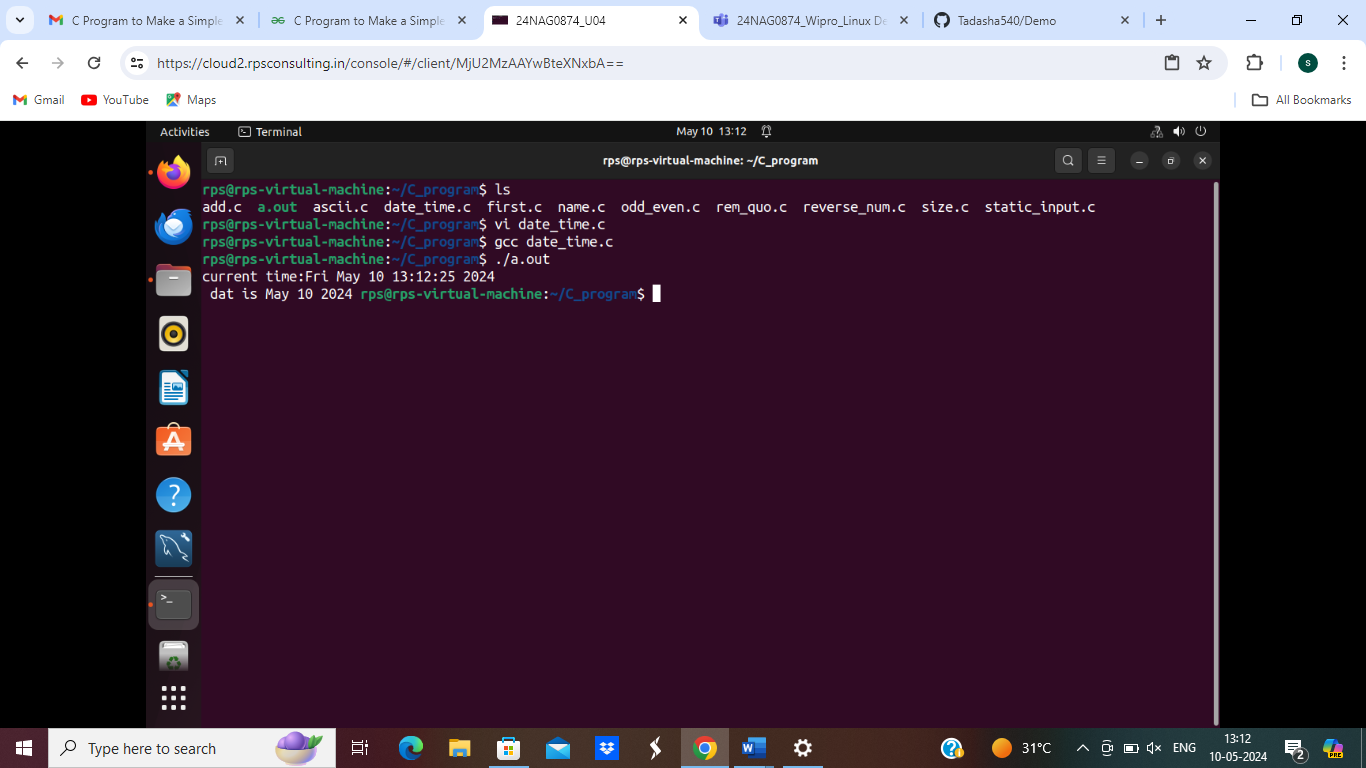 C Program to Make a Simple
C Program to Make a Simple
24NAG0874_U04
24NAG0874_Wipro_Linux De
Tadasha540/Demo
https://cloud2.rpsconsulting.in/console/#/client/MjU2MzAAYwBteXNxbA==
S
Gmail
YouTube
Maps
All Bookmarks
Activities
Terminal
May 10 13:12
rps@rps-virtual-machine: ~/C_program
rps@rps-virtual-machine:~/C_program$ ls
add.c a.out ascii.c date_time.c first.c name.c odd_even.c rem_quo.c reverse_num.c size.c static_input.c
rps@rps-virtual-machine:~/C_program$ vi date_time.c
rps@rps-virtual-machine:~/C_program$ gcc date_time.c
rps@rps-virtual-machine:~/C_program$ ./a.out
current time:Fri May 10 13:12:25 2024
dat is May 10 2024 rps@rps-virtual-machine:~/C_program$
Type here to search
31°C
ENG
13:12
10-05-2024
2
PRE